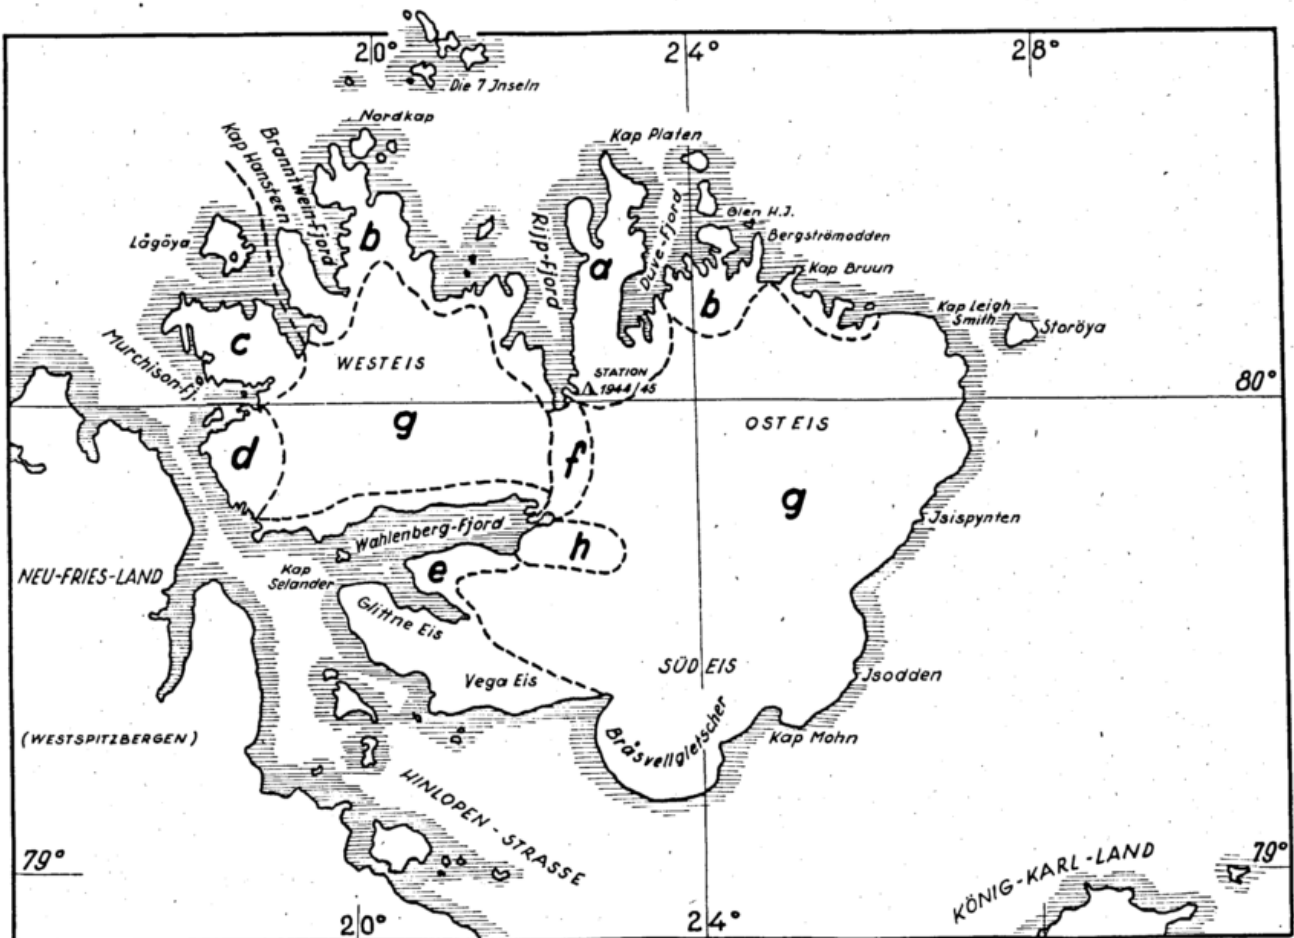 20°
24°
28°
Die 7 Jnseln
Nordkap
Kap Platen
Kap Hansteen
Branntwein-Fjord
Lågöya
b
Rijp-Fjord
a
Duve-Fjord
Glen H.J.
Bergströmodden
Kap Bruun
b
Kap Leigh
Smith
Storöya
c
Murchison-Fj.
WESTEIS
STATION
1944/45
80°
g
OSTEIS
d
f
g
Jsispynten
Wahlenberg-Fjord
h
NEU-FRIES-LAND
Kap
Selander
e
Glittne Eis
SÜD EIS
Vega Eis
Jsodden
Bråsvellgletscher
Kap Mohn
(WESTSPITZBERGEN)
HINLOPEN-STRASSE
79°
KÖNIG-KARL-LAND
79°
20°
24°